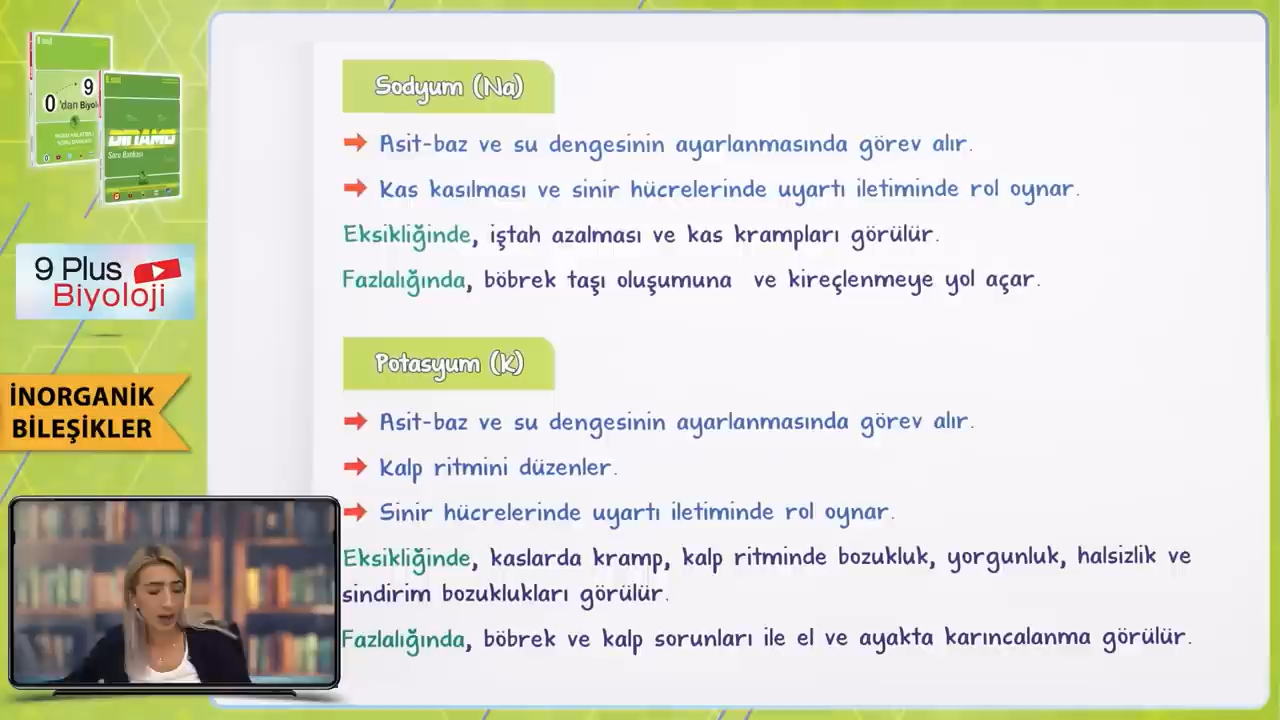 Sodyum (Na)
Asit-baz ve su dengesinin ayarlanmasında görev alır.
Kas kasılması ve sinir hücrelerinde uyartı iletiminde rol oynar.
Eksikliğinde, iştah azalması ve kas krampları görülür.
Fazlalığında, böbrek taşı oluşumuna ve kireçlenmeye yol açar.
Potasyum (K)
Asit-baz ve su dengesinin ayarlanmasında görev alır.
Kalp ritmini düzenler.
Sinir hücrelerinde uyartı iletiminde rol oynar.
Eksikliğinde, kaslarda kramp, kalp ritminde bozukluk, yorgunluk, halsizlik ve
sindirim bozuklukları görülür.
Fazlalığında, böbrek ve kalp sorunları ile el ve ayakta karıncalanma görülür.
0 'dan 9
Biyol
DİNAMO
Soru Bankası
9 Plus
Biyoloji
İNORGANİK
BİLEŞİKLER